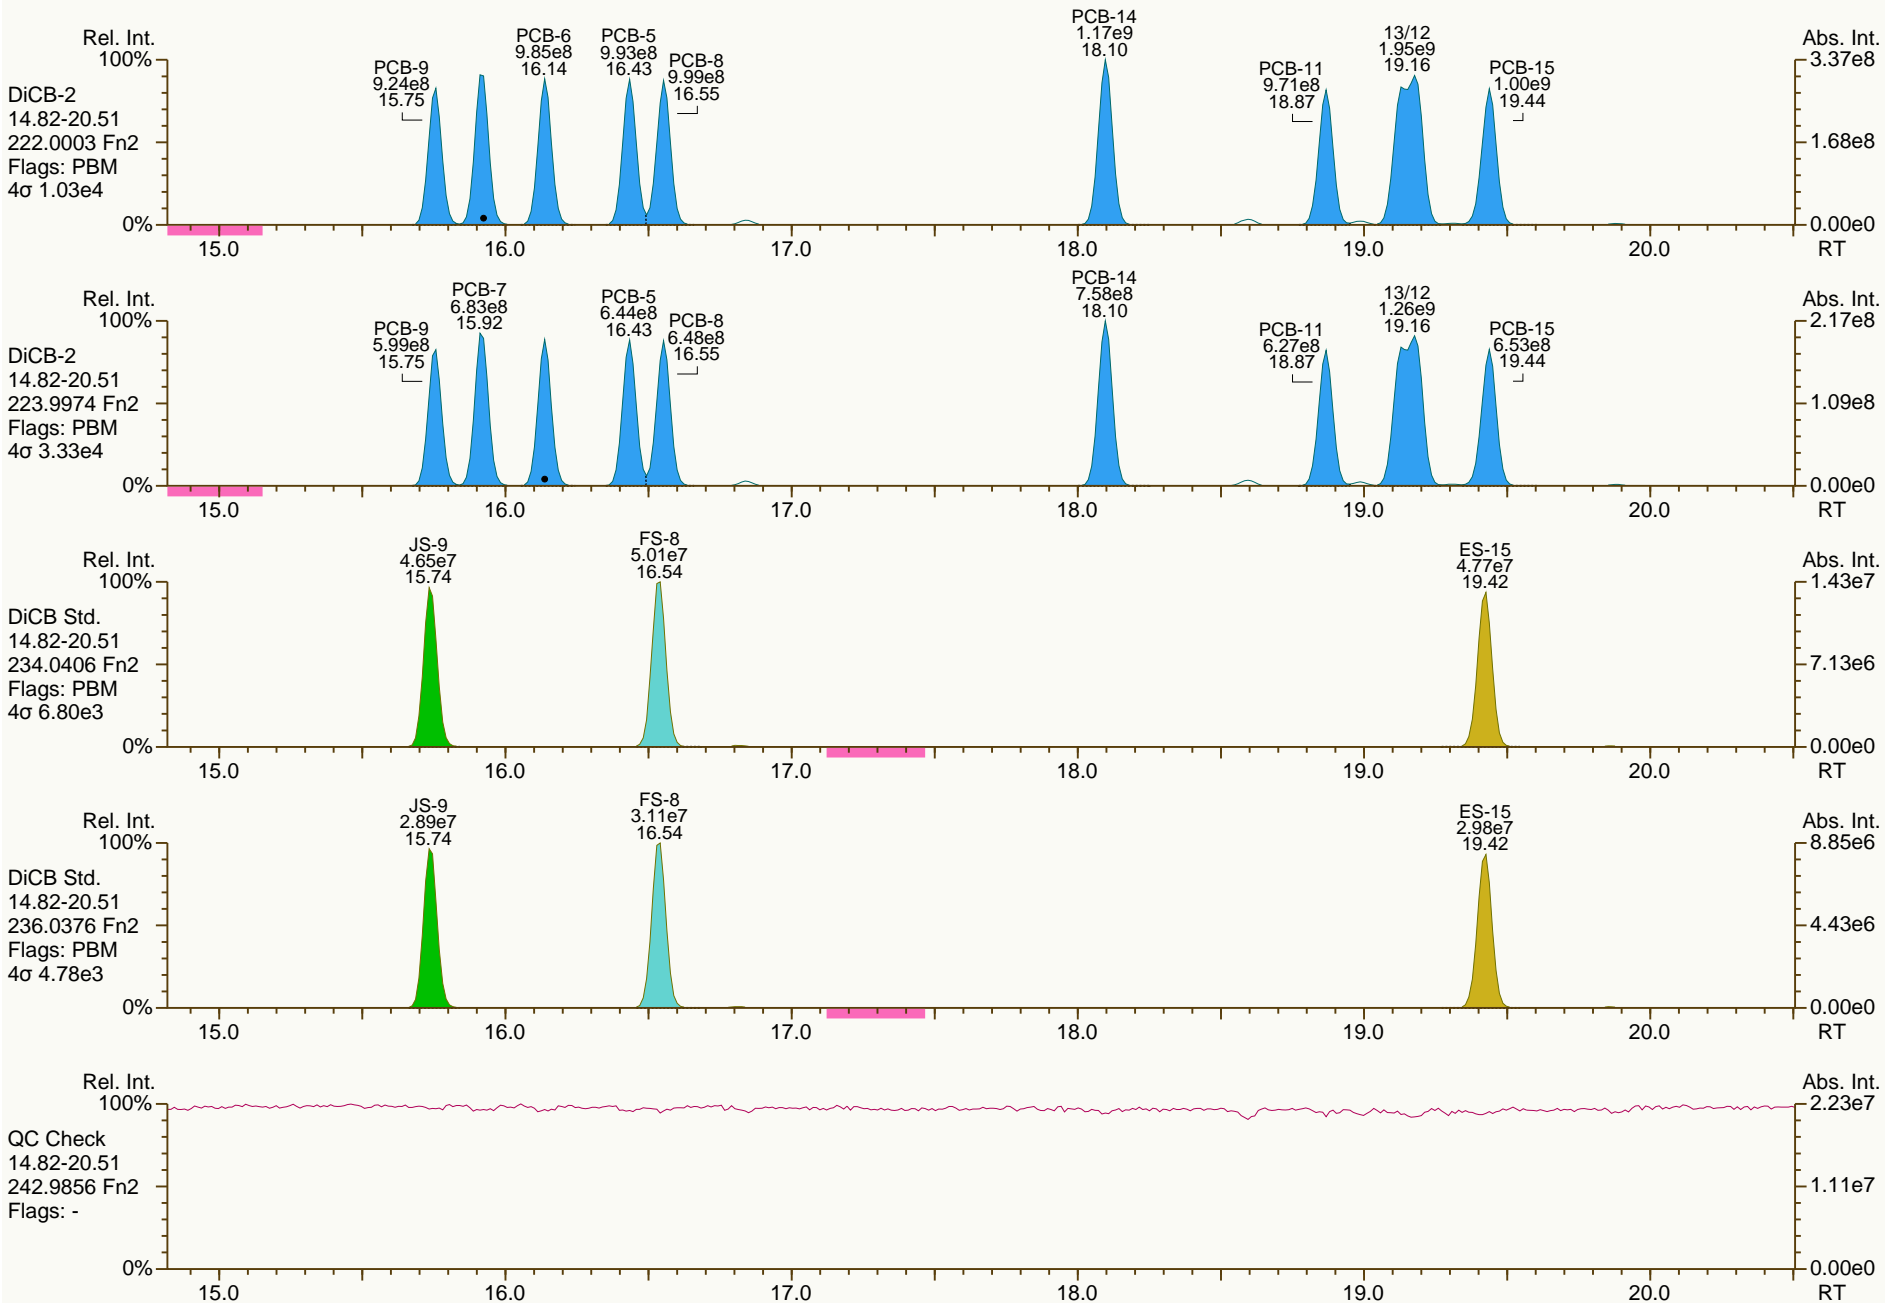 Rel. Int.
100%
0%
DiCB-2
14.82-20.51
222.0003 Fn2
Flags: PBM
4σ 1.03e4
PCB-9
9.24e8
15.75
PCB-6
9.85e8
16.14
PCB-5
9.93e8
16.43
PCB-8
9.99e8
16.55
PCB-14
1.17e9
18.10
PCB-11
9.71e8
18.87
13/12
1.95e9
19.16
PCB-15
1.00e9
19.44
Abs. Int.
3.37e8
1.68e8
0.00e0
15.0 16.0 17.0 18.0 19.0 20.0 RT
Rel. Int.
100%
0%
DiCB-2
14.82-20.51
223.9974 Fn2
Flags: PBM
4σ 3.33e4
PCB-9
5.99e8
15.75
PCB-7
6.83e8
15.92
PCB-5
6.44e8
16.43
PCB-8
6.48e8
16.55
PCB-14
7.58e8
18.10
PCB-11
6.27e8
18.87
13/12
1.26e9
19.16
PCB-15
6.53e8
19.44
Abs. Int.
2.17e8
1.09e8
0.00e0
15.0 16.0 17.0 18.0 19.0 20.0 RT
Rel. Int.
100%
0%
DiCB Std.
14.82-20.51
234.0406 Fn2
Flags: PBM
4σ 6.80e3
JS-9
4.65e7
15.74
FS-8
5.01e7
16.54
ES-15
4.77e7
19.42
Abs. Int.
1.43e7
7.13e6
0.00e0
15.0 16.0 17.0 18.0 19.0 20.0 RT
Rel. Int.
100%
0%
DiCB Std.
14.82-20.51
236.0376 Fn2
Flags: PBM
4σ 4.78e3
JS-9
2.89e7
15.74
FS-8
3.11e7
16.54
ES-15
2.98e7
19.42
Abs. Int.
8.85e6
4.43e6
0.00e0
15.0 16.0 17.0 18.0 19.0 20.0 RT
Rel. Int.
100%
0%
QC Check
14.82-20.51
242.9856 Fn2
Flags: -
Abs. Int.
2.23e7
1.11e7
0.00e0
15.0 16.0 17.0 18.0 19.0 20.0 RT